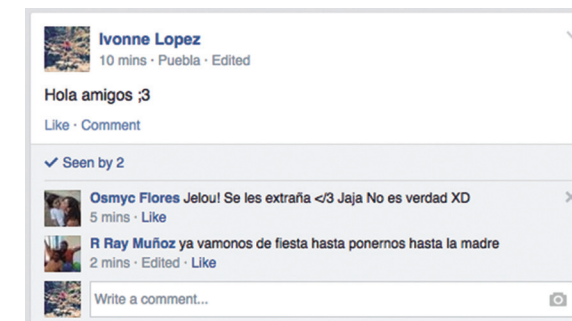 Ivonne Lopez
10 mins · Puebla · Edited
Hola amigos ;3
Like · Comment
✓ Seen by 2
Osmyc Flores Jelou! Se les extraña </3 Jaja No es verdad XD
5 mins · Like
R Ray Muñoz ya vamonos de fiesta hasta ponernos hasta la madre
2 mins · Edited · Like
Write a comment...